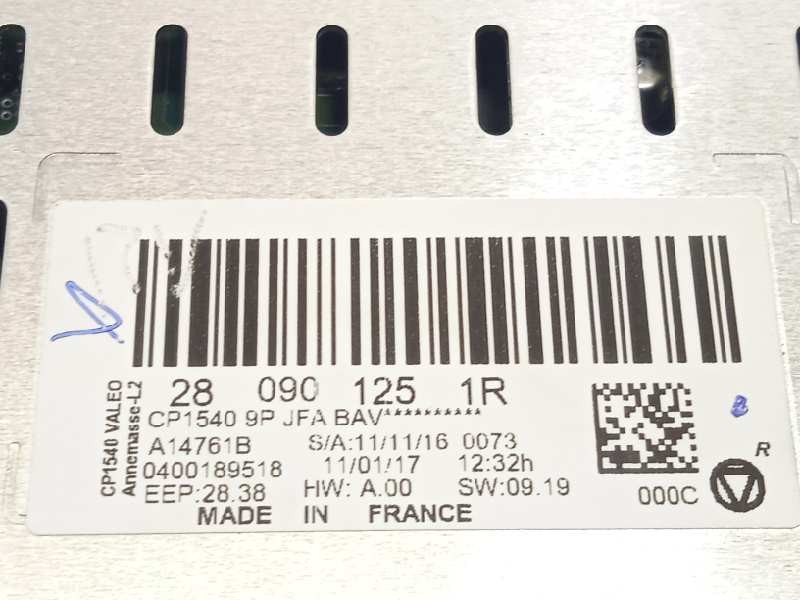 CP1540 VALEO
Annemasse-L2
28 090 125 1R
CP1540 9P JFA BAV**********
A14761B S/A:11/11/16 0073
0400189518 11/01/17 12:32h
EEP:28.38 HW: A.00 SW:09.19
000C
R
MADE IN FRANCE